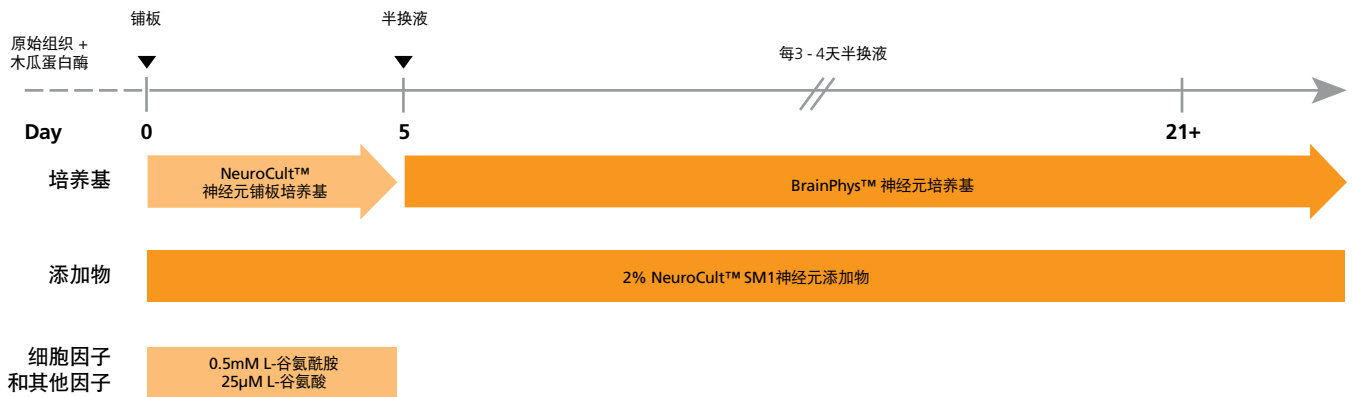 铺板
半换液
原始组织 +
木瓜蛋白酶
每3 - 4天半换液
Day 0 5 21+
培养基
NeuroCult™
神经元铺板培养基
BrainPhys™ 神经元培养基
添加物
2% NeuroCult™ SM1神经元添加物
细胞因子
和其他因子
0.5mM L-谷氨酰胺
25µM L-谷氨酸